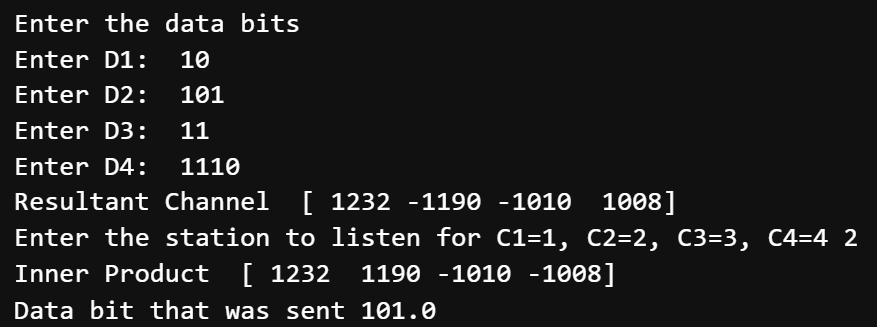 Enter the data bits
Enter D1:  10
Enter D2:  101
Enter D3:  11
Enter D4:  1110
Resultant Channel  [ 1232 -1190 -1010  1008]
Enter the station to listen for C1=1, C2=2, C3=3, C4=4 2
Inner Product  [ 1232  1190 -1010 -1008]
Data bit that was sent 101.0